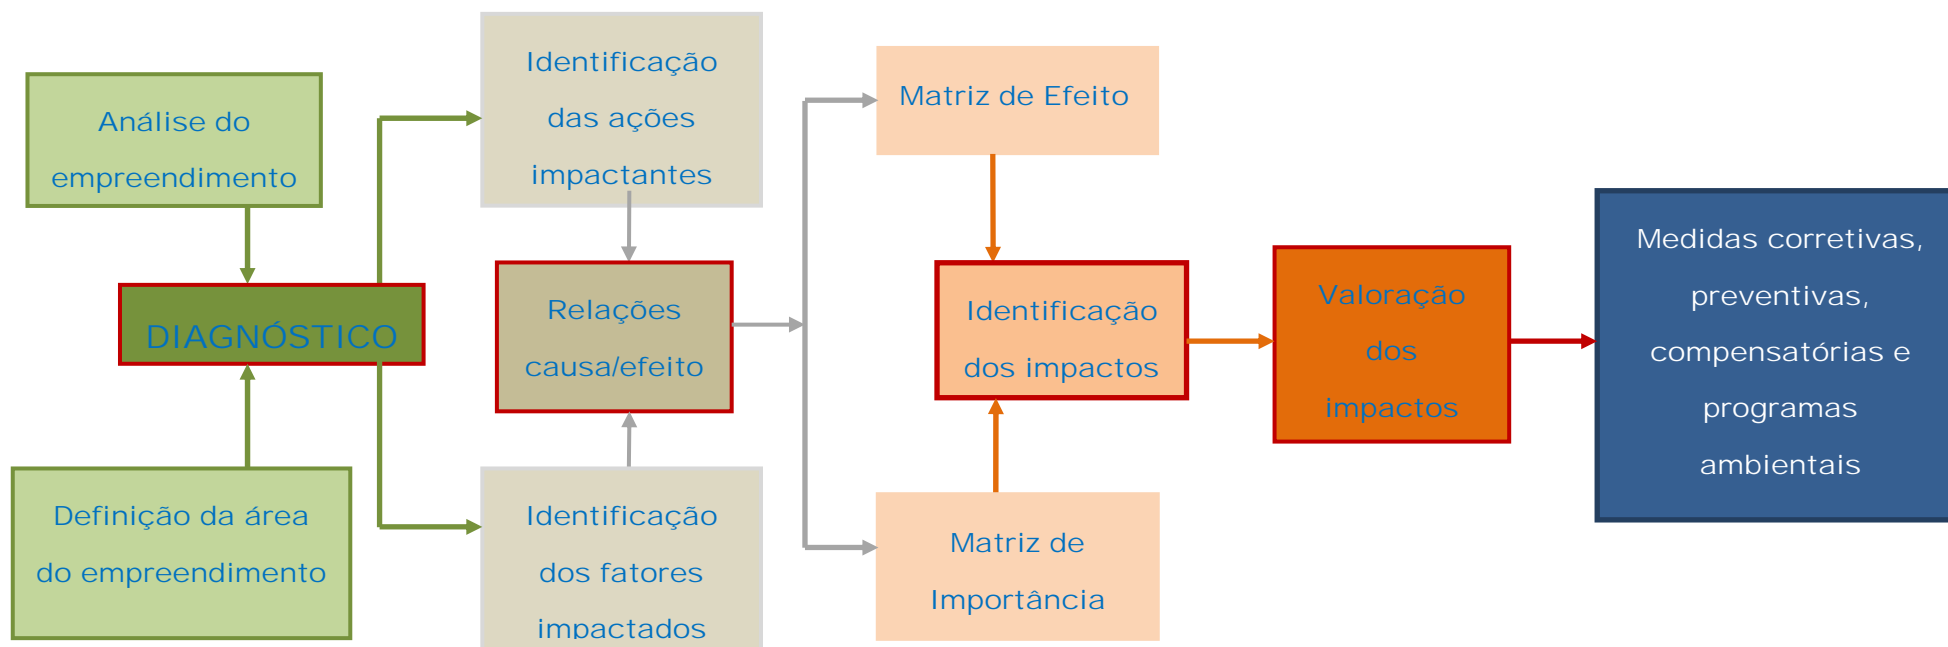 Análise do
empreendimento
DIAGNÓSTICO
Definição da área
do empreendimento
Identificação
das ações
impactantes
Relações
causa/efeito
Identificação
dos fatores
impactados
Matriz de Efeito
Identificação
dos impactos
Matriz de
Importância
Valoração
dos
impactos
Medidas corretivas,
preventivas,
compensatórias e
programas
ambientais